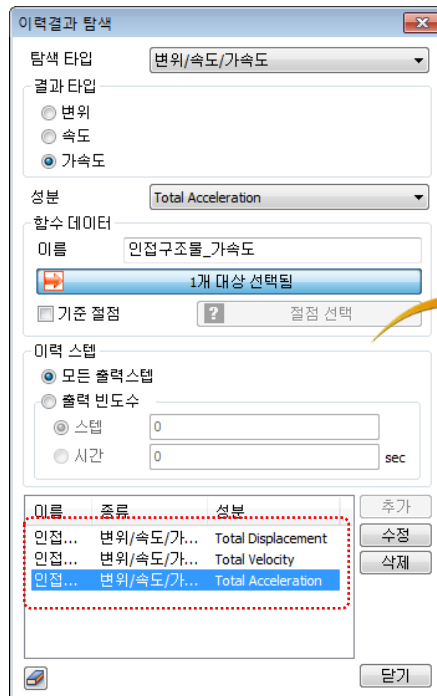 이력결과 탐색
탐색 타입 변위/속도/가속도
결과 타입
변위
속도
가속도
성분 Total Acceleration
함수 데이터
이름 인접구조물_가속도
1개 대상 선택됨
기준 절점 ? 절점 선택
이력 스텝
모든 출력스텝
출력 빈도수
스텝 0
시간 0 sec
이름 종류 성분 추가
인접... 변위/속도/가... Total Displacement 수정
인접... 변위/속도/가... Total Velocity
인접... 변위/속도/가... Total Acceleration 삭제
닫기